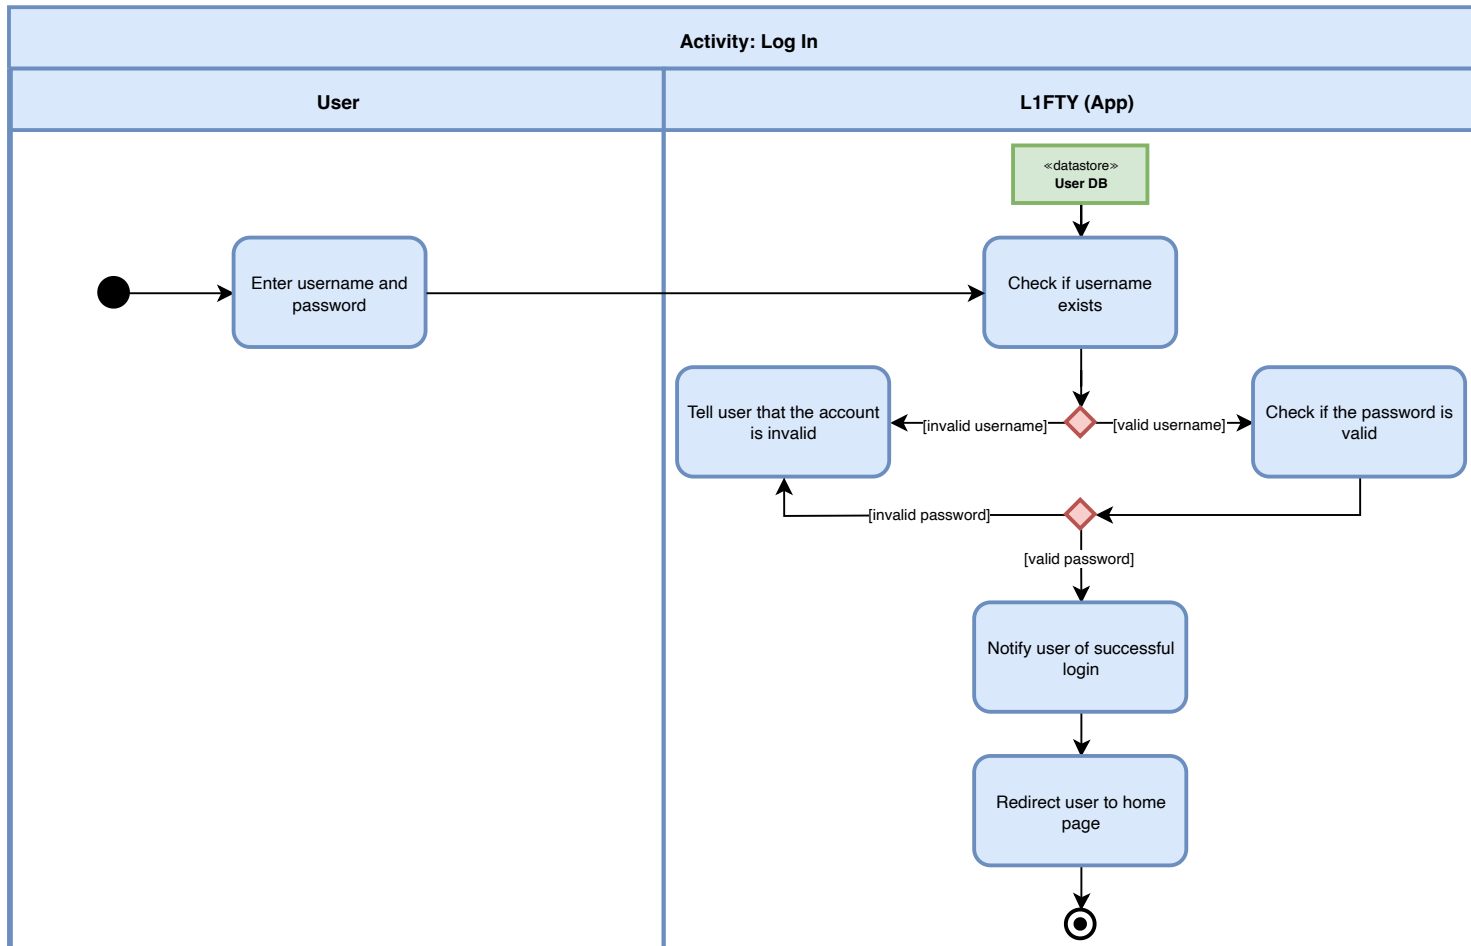 Activity: Log In
User
L1FTY (App)
«datastore»
User DB
Enter username and
password
Check if username
exists
Tell user that the account
is invalid
[invalid username]
[valid username]
Check if the password is
valid
[invalid password]
[valid password]
Notify user of successful
login
Redirect user to home
page